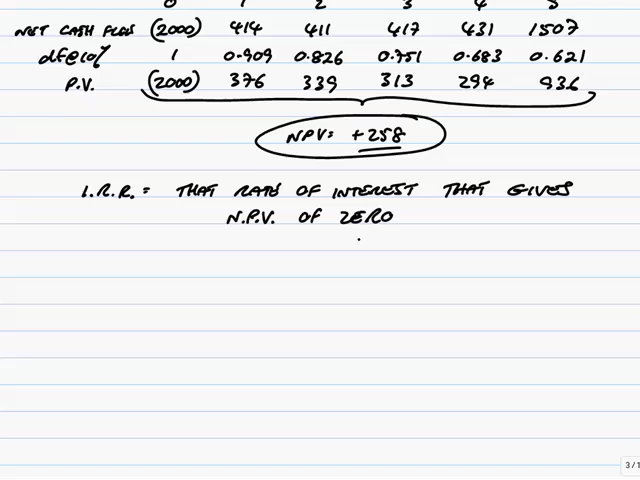 0 1 2 3 4 5
NET CASH FLOWS (2000) 414 411 417 431 1507
df@10% 1 0.909 0.826 0.751 0.683 0.621
P.V. (2000) 376 339 313 294 936
NPV= +258
I.R.R. = THAT RATE OF INTEREST THAT GIVES
N.P.V. OF ZERO
3/1